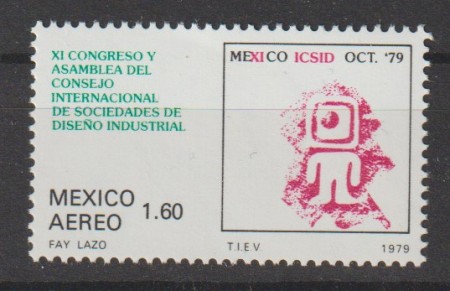 XI CONGRESO Y
ASAMBLEA DEL
CONSEJO
INTERNACIONAL
DE SOCIEDADES DE
DISEÑO INDUSTRIAL
MEXICO
AEREO 1.60
FAY LAZO
MEXICO ICSID OCT. '79
T.I.E.V. 1979